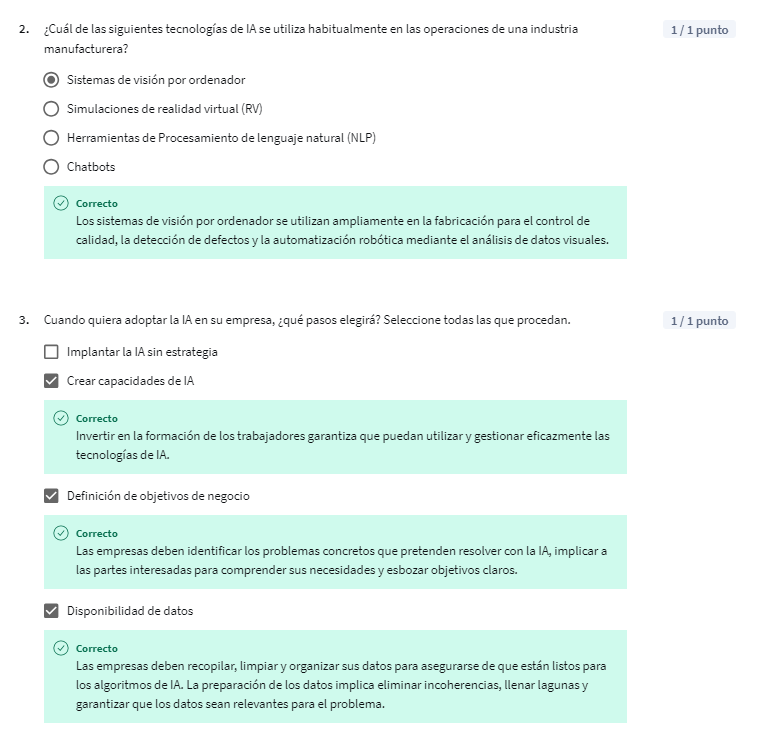 2. ¿Cuál de las siguientes tecnologías de IA se utiliza habitualmente en las operaciones de una industria
manufacturera?
1 / 1 punto
Sistemas de visión por ordenador
Simulaciones de realidad virtual (RV)
Herramientas de Procesamiento de lenguaje natural (NLP)
Chatbots
Correcto
Los sistemas de visión por ordenador se utilizan ampliamente en la fabricación para el control de
calidad, la detección de defectos y la automatización robótica mediante el análisis de datos visuales.
3. Cuando quiera adoptar la IA en su empresa, ¿qué pasos elegirá? Seleccione todas las que procedan.
1 / 1 punto
Implantar la IA sin estrategia
Crear capacidades de IA
Correcto
Invertir en la formación de los trabajadores garantiza que puedan utilizar y gestionar eficazmente las
tecnologías de IA.
Definición de objetivos de negocio
Correcto
Las empresas deben identificar los problemas concretos que pretenden resolver con la IA, implicar a
las partes interesadas para comprender sus necesidades y esbozar objetivos claros.
Disponibilidad de datos
Correcto
Las empresas deben recopilar, limpiar y organizar sus datos para asegurarse de que están listos para
los algoritmos de IA. La preparación de los datos implica eliminar incoherencias, llenar lagunas y
garantizar que los datos sean relevantes para el problema.